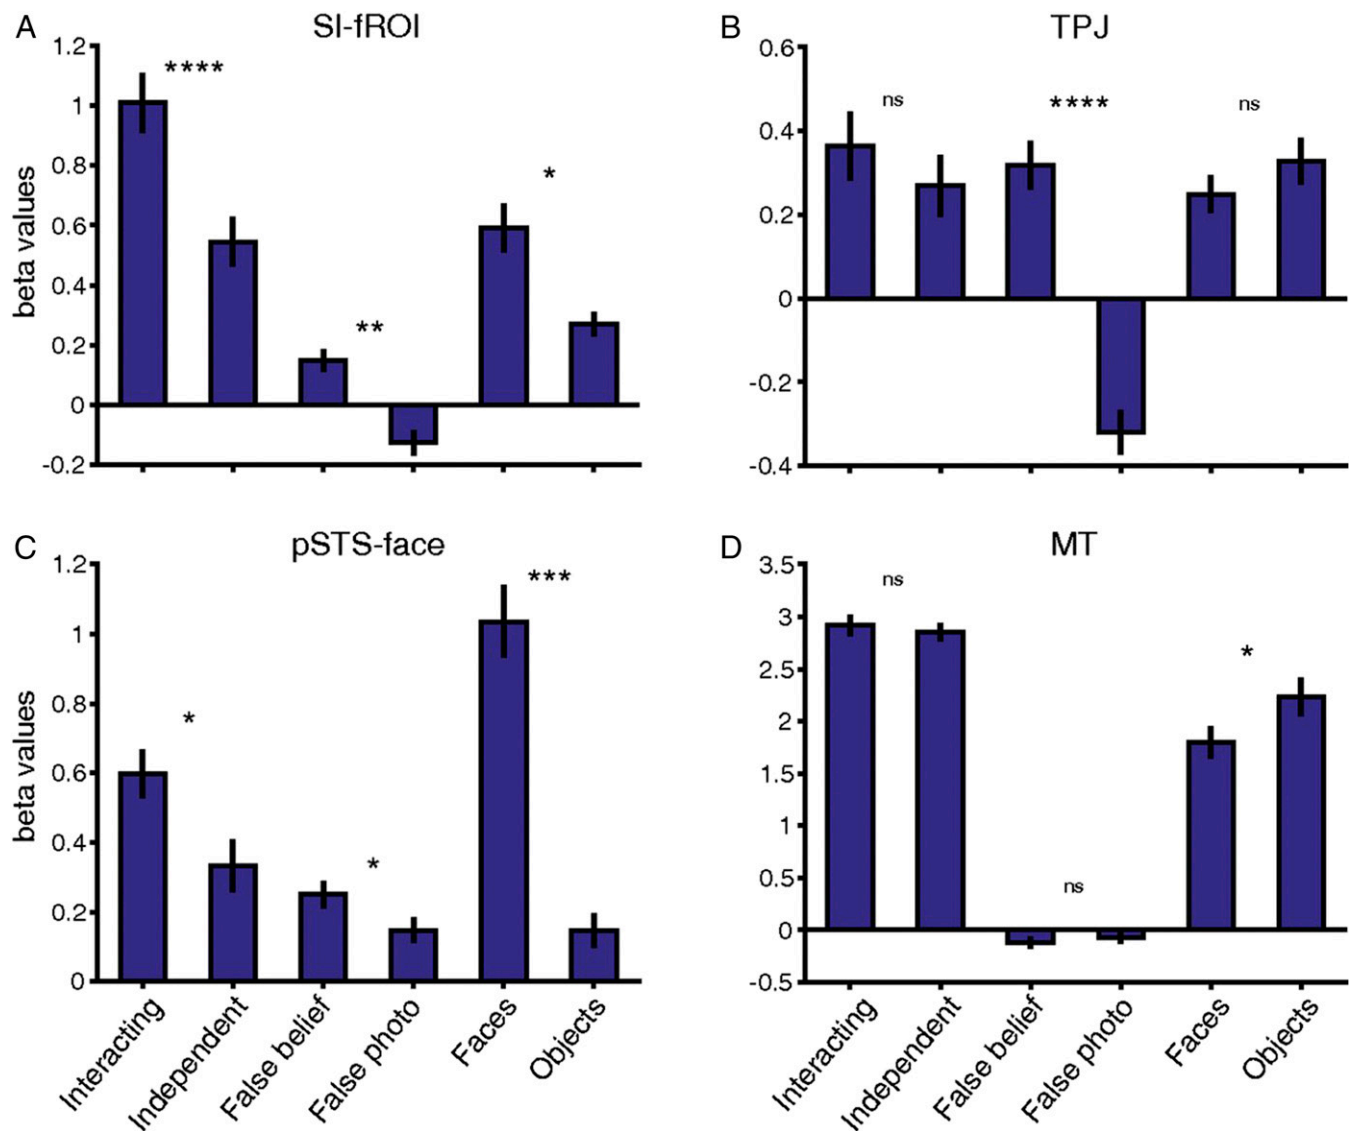 A SI-fROI
beta values
1.2
1
0.8
0.6
0.4
0.2
0
-0.2
****
**
*
B TPJ
0.6
0.4
0.2
0
-0.2
-0.4
ns
****
ns
C pSTS-face
beta values
1.2
1
0.8
0.6
0.4
0.2
0
*
*
***
Interacting
Independent
False belief
False photo
Faces
Objects
D MT
3.5
3
2.5
2
1.5
1
0.5
0
-0.5
ns
ns
*
Interacting
Independent
False belief
False photo
Faces
Objects